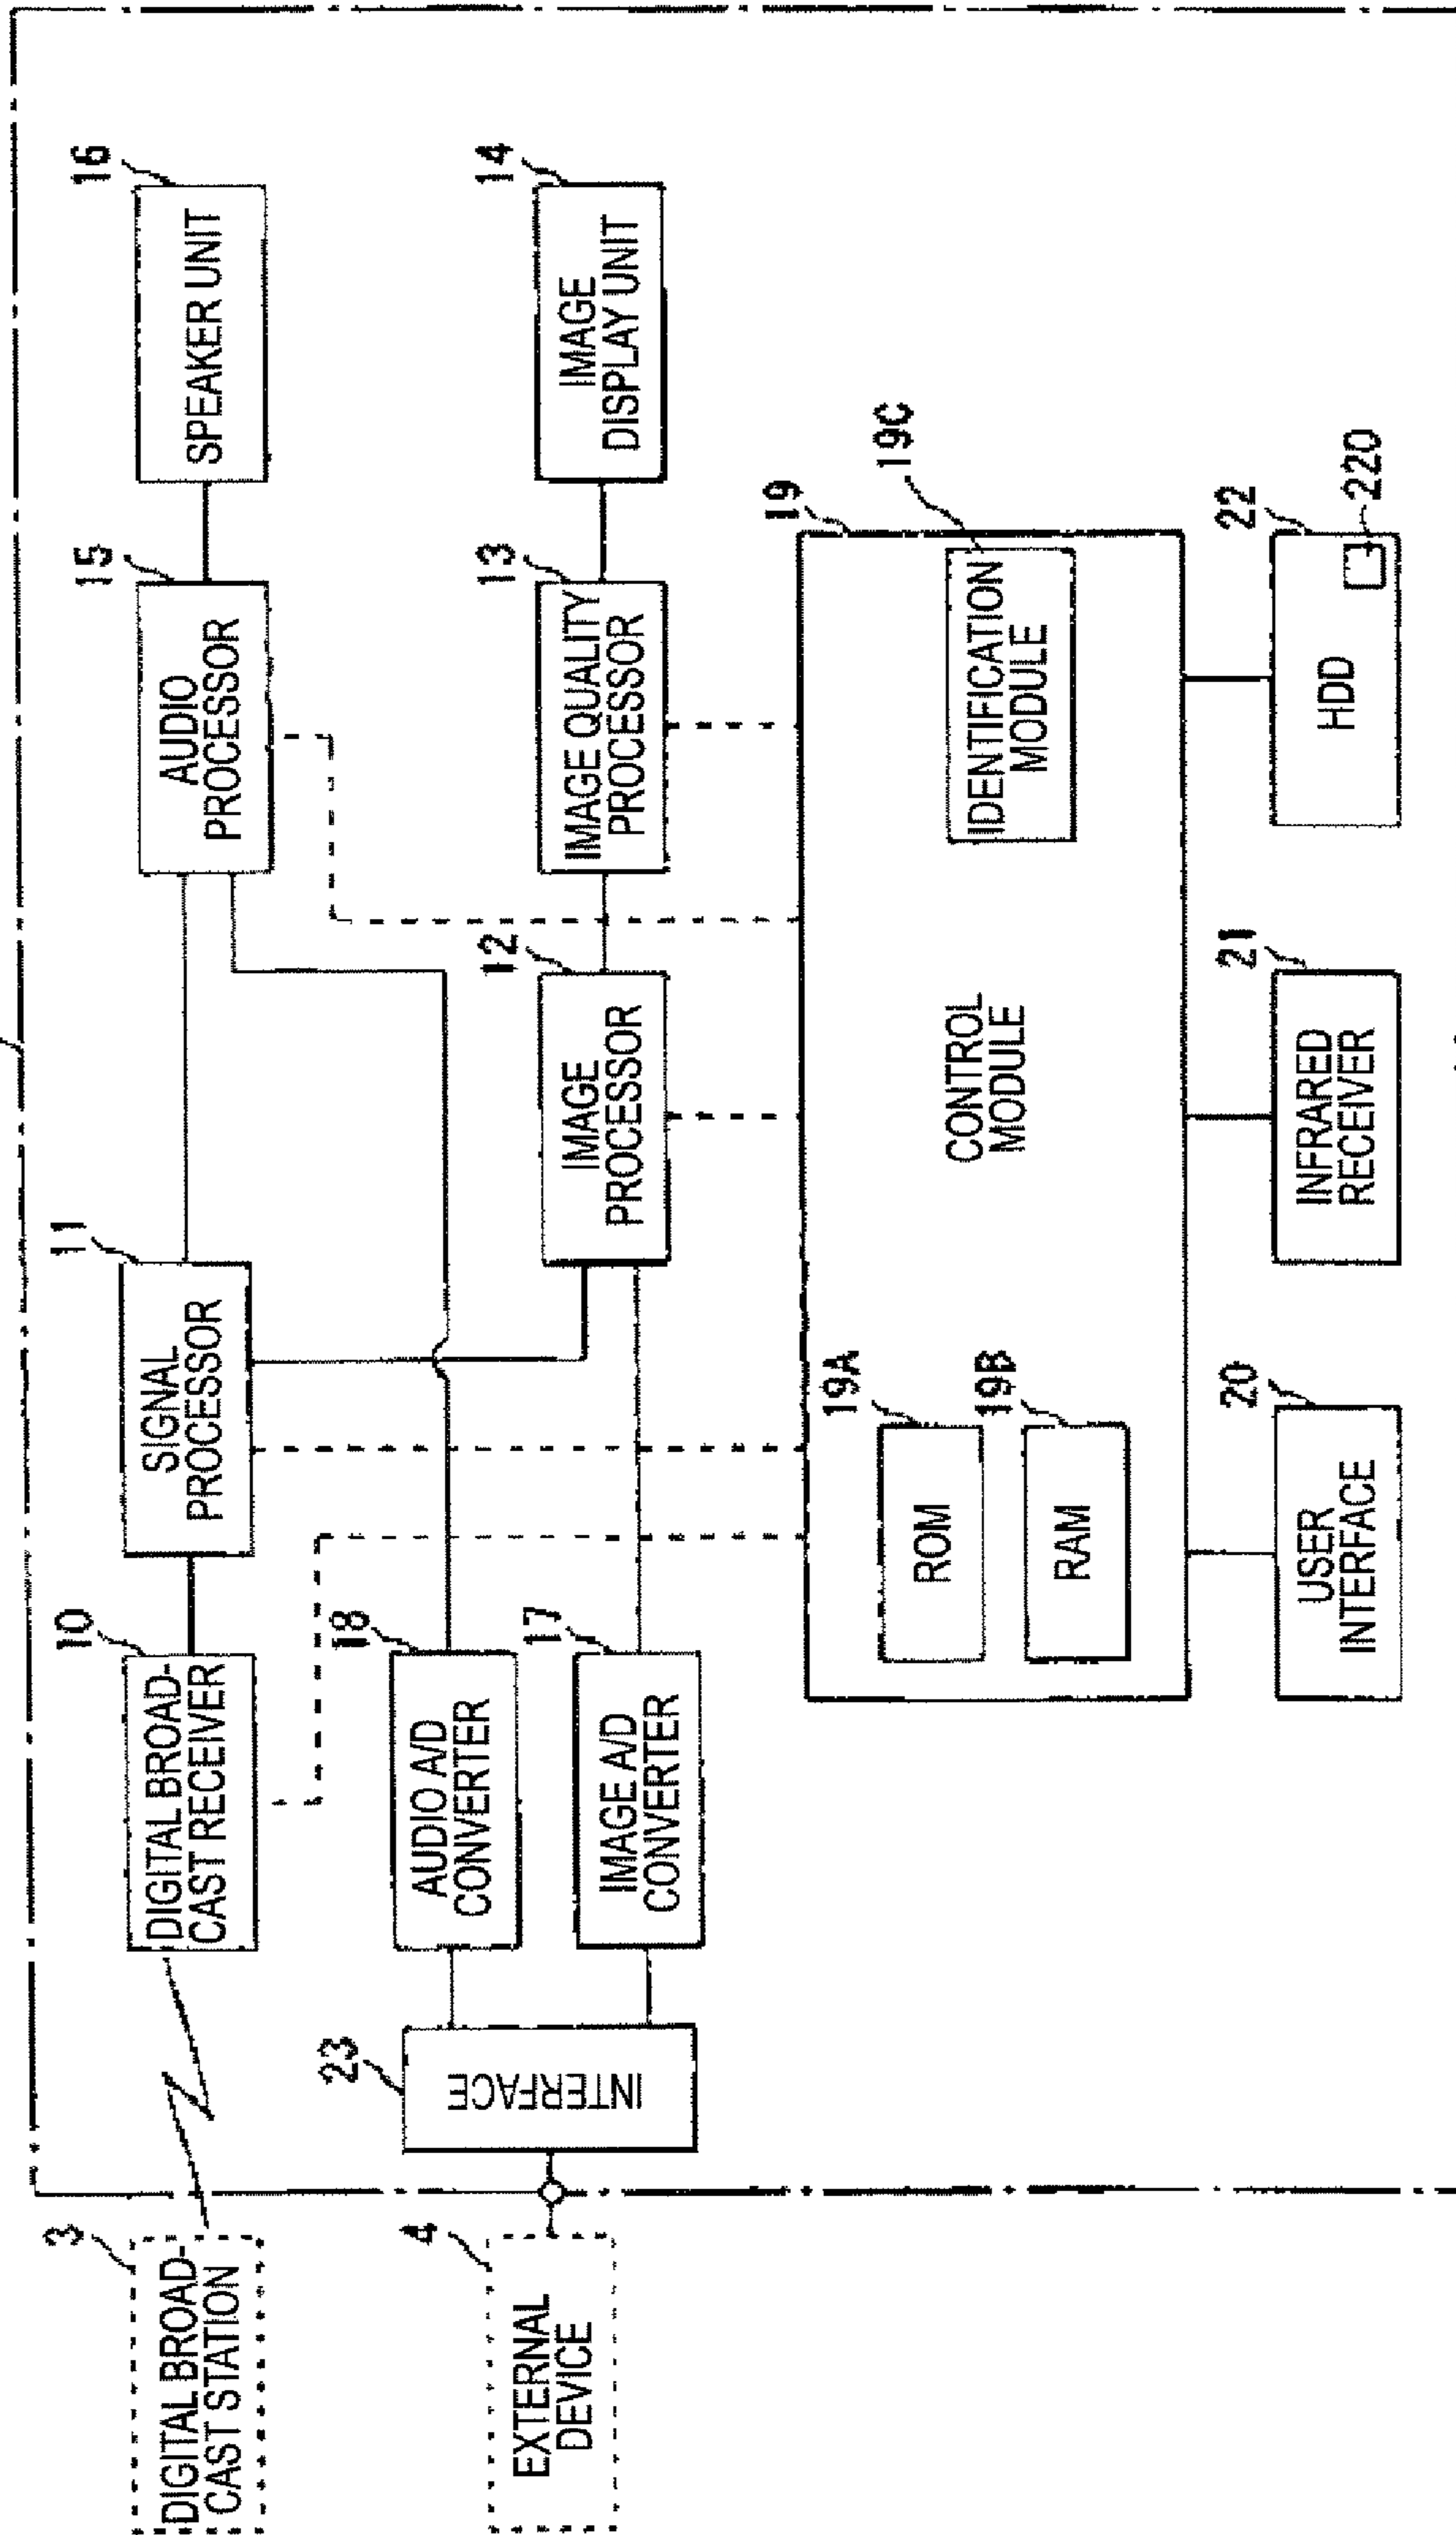 3
DIGITAL BROAD-
CAST STATION
10
DIGITAL BROAD-
CAST RECEIVER
11
SIGNAL
PROCESSOR
15
AUDIO
PROCESSOR
16
SPEAKER UNIT
4
EXTERNAL
DEVICE
23
INTERFACE
18
AUDIO A/D
CONVERTER
17
IMAGE A/D
CONVERTER
12
IMAGE
PROCESSOR
13
IMAGE QUALITY
PROCESSOR
14
IMAGE
DISPLAY UNIT
19
CONTROL
MODULE
19A
ROM
19B
RAM
19C
IDENTIFICATION
MODULE
20
USER
INTERFACE
21
INFRARED
RECEIVER
22
HDD
220